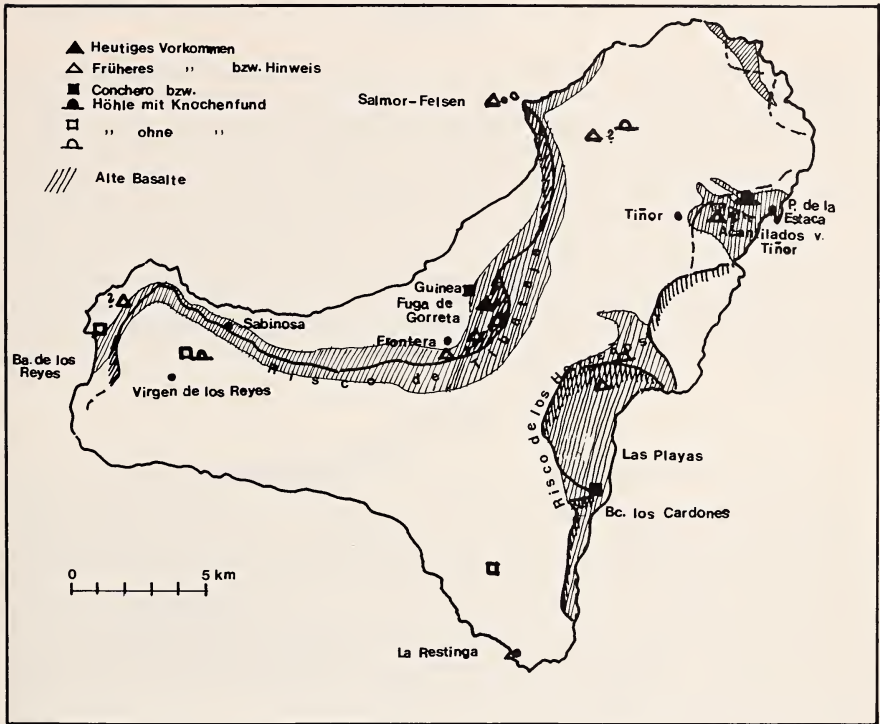 Heutiges Vorkommen
Früheres ,, bzw. Hinweis
Conchero bzw.
Höhle mit Knochenfund
,, ohne ,,
Alte Basalte
Salmor-Felsen
?
Tiñor
P. de la
Estaca
Acantilados v.
Tiñor
Guinea
Fuga de
Gorreta
Frontera
?
Sabinosa
Ba. de los
Reyes
Virgen de los Reyes
Risco de
Risco de los
Las Playas
Bc. los Cardones
0 5 km
La Restinga